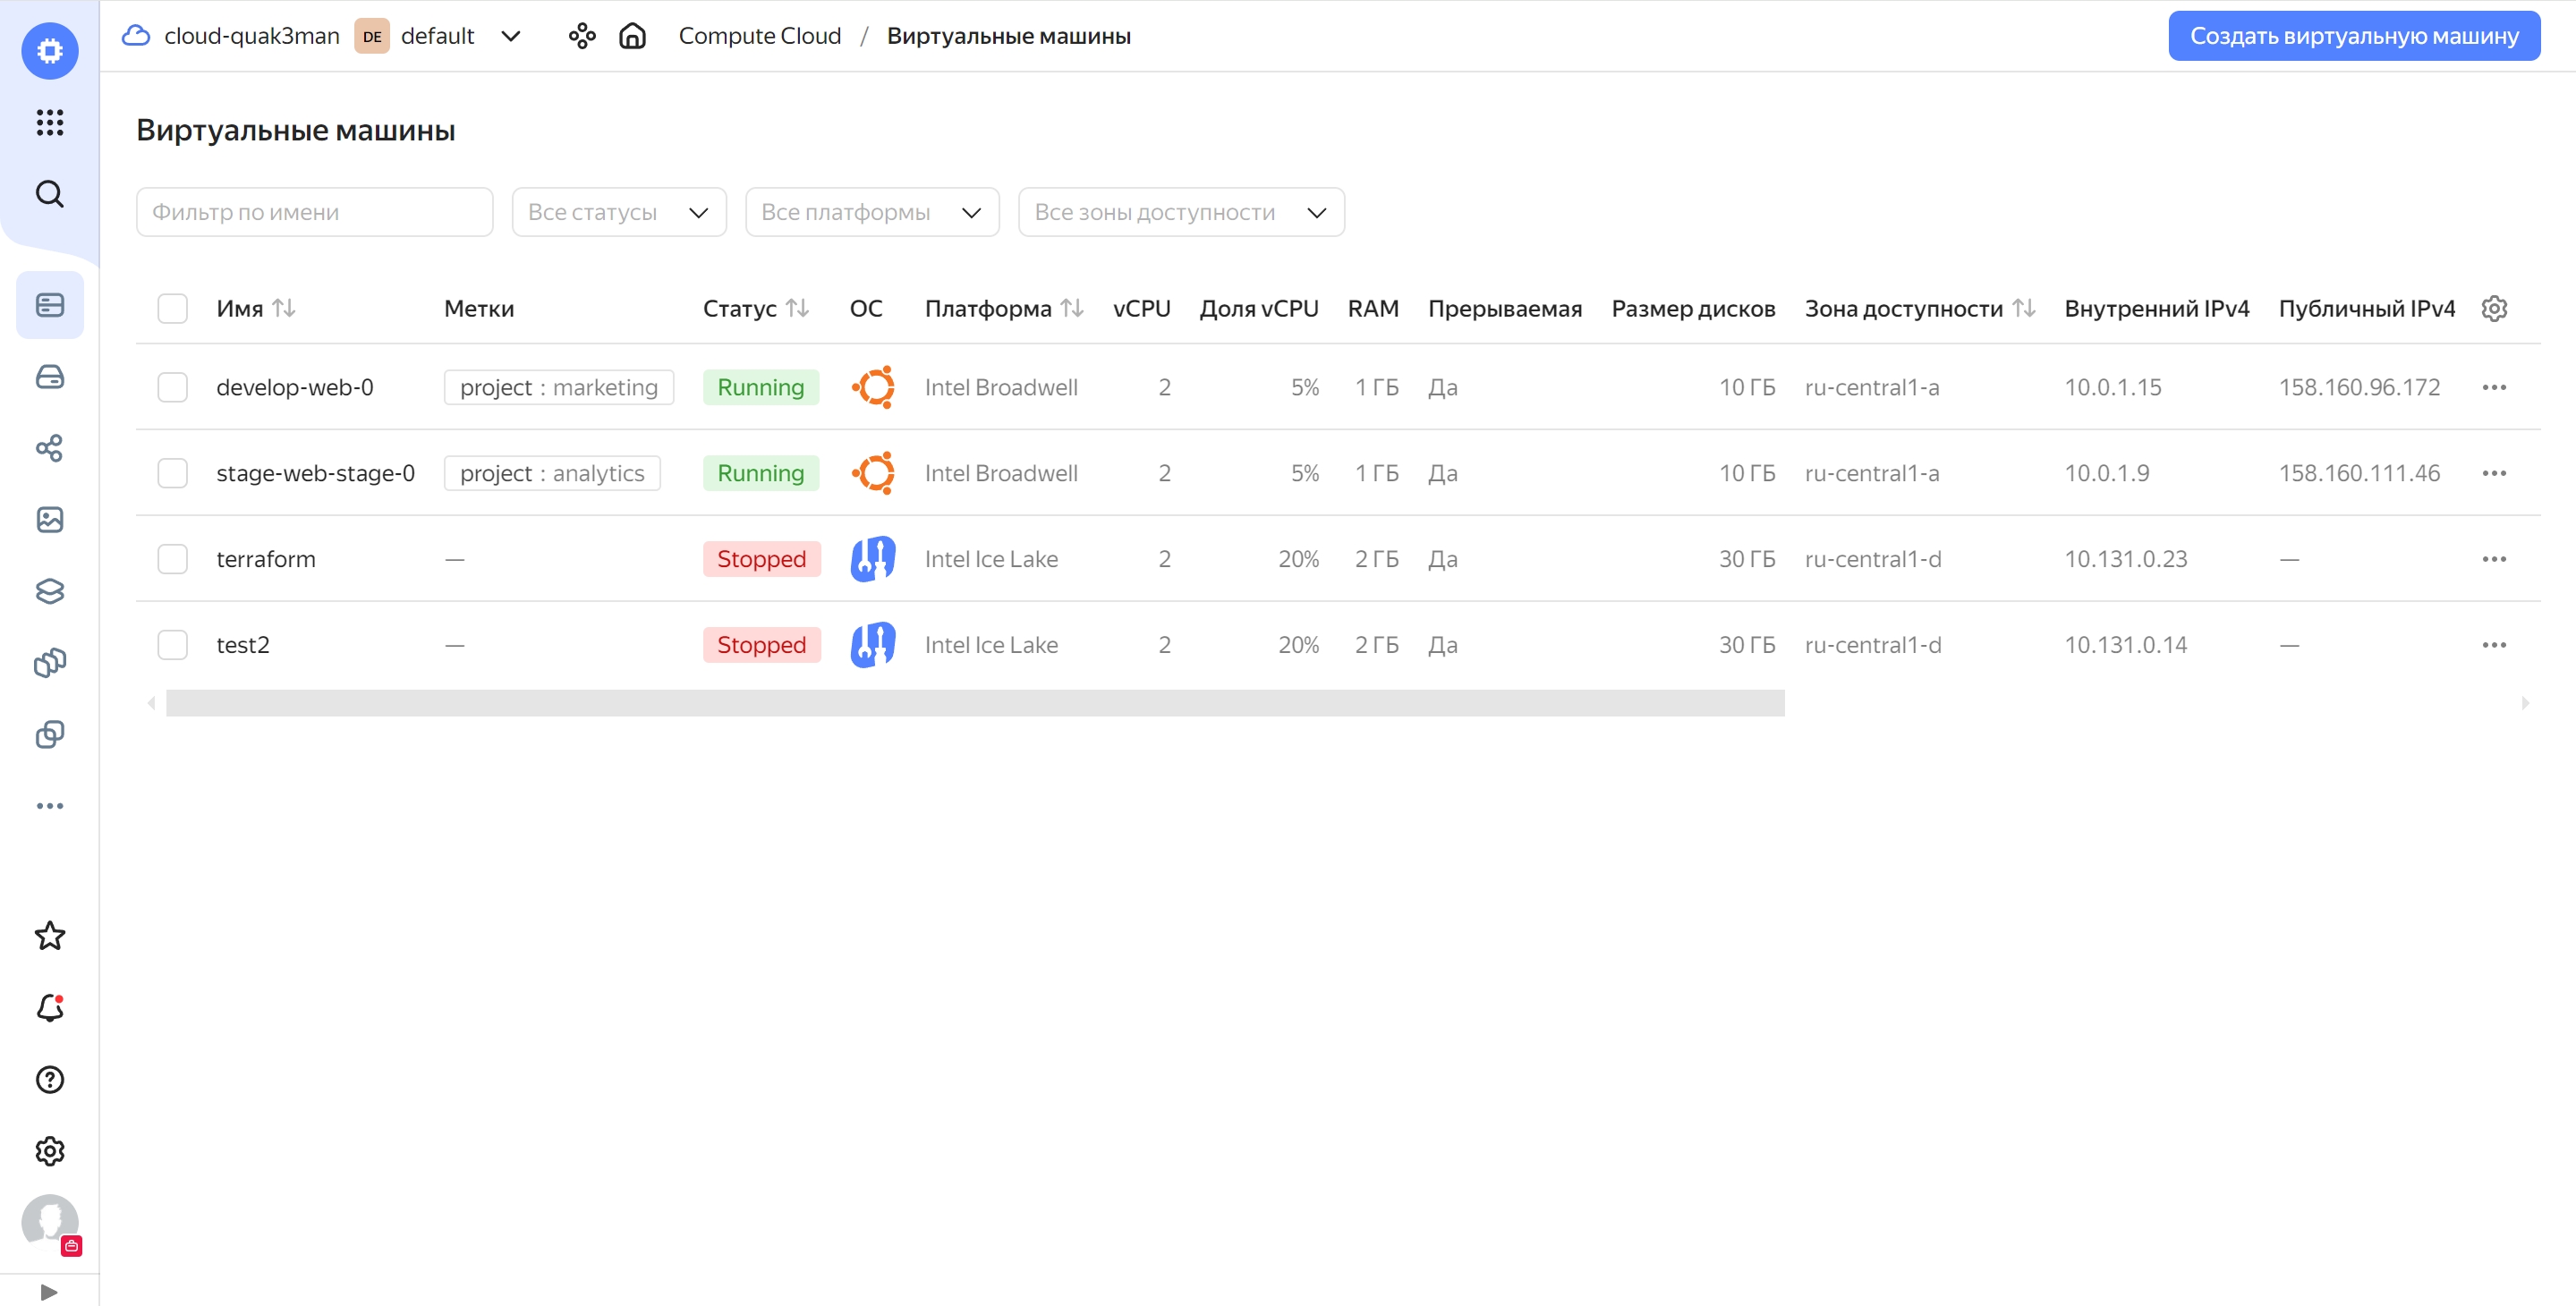 cloud-quak3man DE default Compute Cloud / Виртуальные машины Создать виртуальную машину
Виртуальные машины
Фильтр по имени Все статусы Все платформы Все зоны доступности
Имя Метки Статус ОС Платформа vCPU Доля vCPU RAM Прерываемая Размер дисков Зона доступности Внутренний IPv4 Публичный IPv4
develop-web-0 project : marketing Running Intel Broadwell 2 5% 1 ГБ Да 10 ГБ ru-central1-a 10.0.1.15 158.160.96.172
stage-web-stage-0 project : analytics Running Intel Broadwell 2 5% 1 ГБ Да 10 ГБ ru-central1-a 10.0.1.9 158.160.111.46
terraform — Stopped Intel Ice Lake 2 20% 2 ГБ Да 30 ГБ ru-central1-d 10.131.0.23 —
test2 — Stopped Intel Ice Lake 2 20% 2 ГБ Да 30 ГБ ru-central1-d 10.131.0.14 —